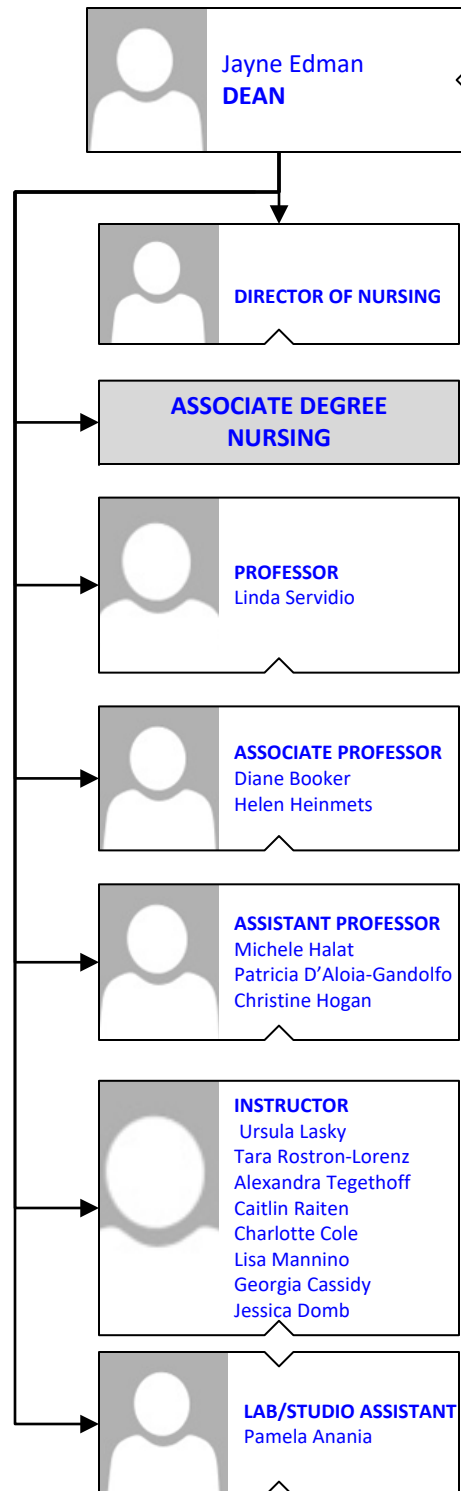 Jayne Edman
DEAN
DIRECTOR OF NURSING
ASSOCIATE DEGREE
NURSING
PROFESSOR
Linda Servidio
ASSOCIATE PROFESSOR
Diane Booker
Helen Heinmets
ASSISTANT PROFESSOR
Michele Halat
Patricia D’Aloia-Gandolfo
Christine Hogan
INSTRUCTOR
Ursula Lasky
Tara Rostron-Lorenz
Alexandra Tegethoff
Caitlin Raiten
Charlotte Cole
Lisa Mannino
Georgia Cassidy
Jessica Domb
LAB/STUDIO ASSISTANT
Pamela Anania